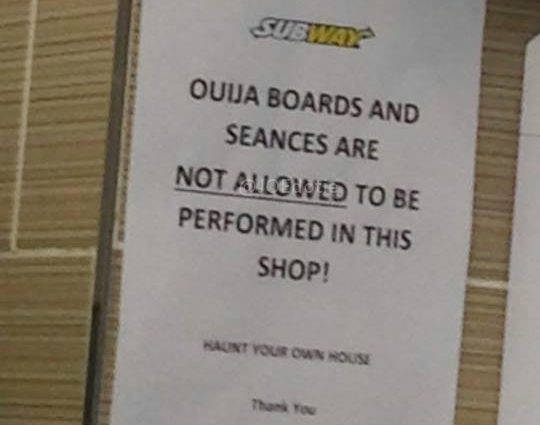 SUBWAY
OUIJA BOARDS AND
SEANCES ARE
NOT ALLOWED TO BE
PERFORMED IN THIS
SHOP!
HAUNT YOUR OWN HOUSE
Thank You